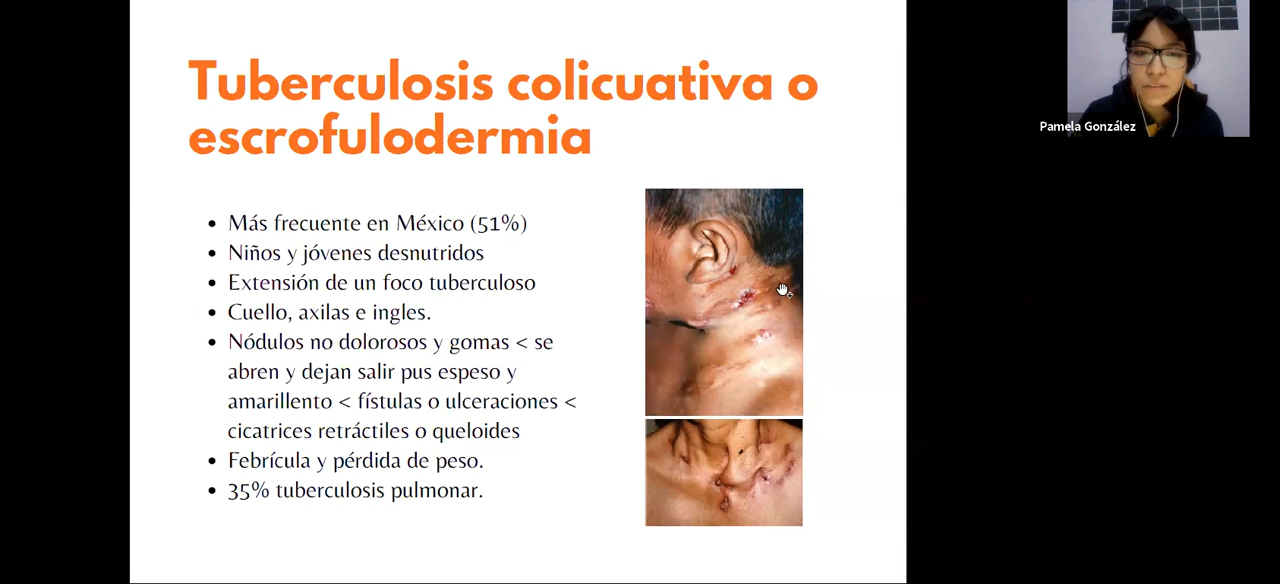 Tuberculosis colicuativa o
escrofulodermia
Más frecuente en México (51%)
Niños y jóvenes desnutridos
Extensión de un foco tuberculoso
Cuello, axilas e ingles.
Nódulos no dolorosos y gomas < se
abren y dejan salir pus espeso y
amarillento < fístulas o ulceraciones <
cicatrices retráctiles o queloides
Febrícula y pérdida de peso.
35% tuberculosis pulmonar.
Pamela González